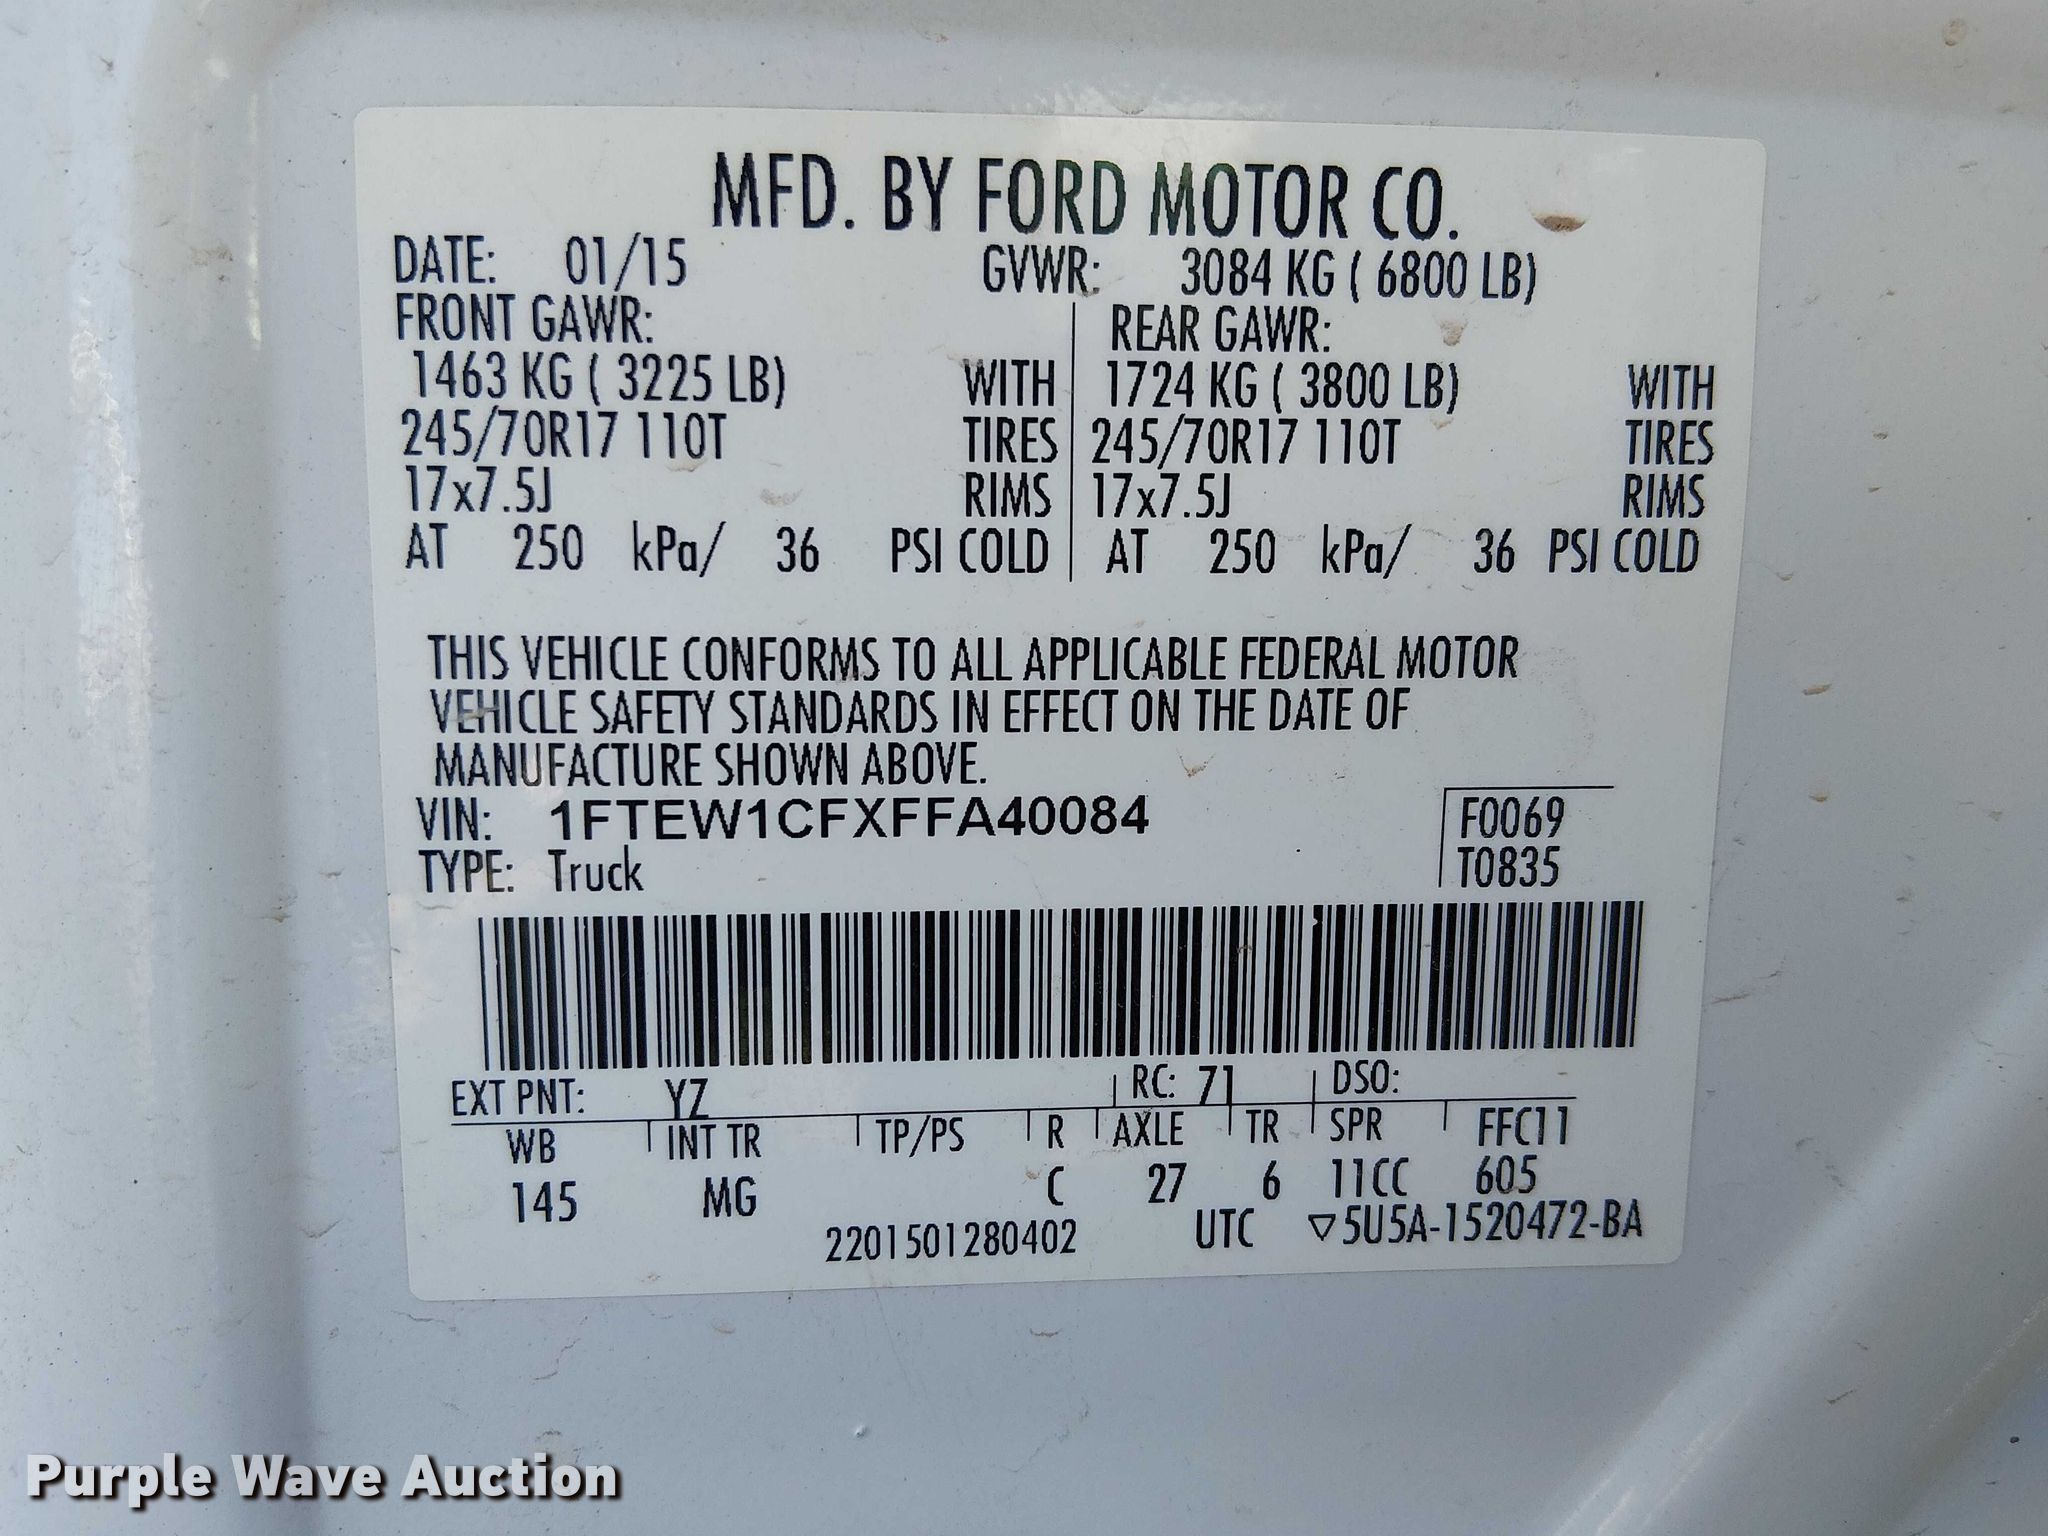 MFD. BY FORD MOTOR CO.
DATE: 01/15 GVWR: 3084 KG ( 6800 LB)
FRONT GAWR: REAR GAWR:
1463 KG ( 3225 LB) WITH 1724 KG ( 3800 LB) WITH
245/70R17 110T TIRES 245/70R17 110T TIRES
17x7.5J RIMS 17x7.5J RIMS
AT 250 kPa/ 36 PSI COLD AT 250 kPa/ 36 PSI COLD
THIS VEHICLE CONFORMS TO ALL APPLICABLE FEDERAL MOTOR
VEHICLE SAFETY STANDARDS IN EFFECT ON THE DATE OF
MANUFACTURE SHOWN ABOVE.
VIN: 1FTEW1CFXFFA40084 F0069
TYPE: Truck T0835
EXT PNT: YZ RC: 71 DSO:
WB INT TR TP/PS R AXLE TR SPR FFC11
145 MG C 27 6 11CC 605
2201501280402 UTC ▽5U5A-1520472-BA
Purple Wave Auction